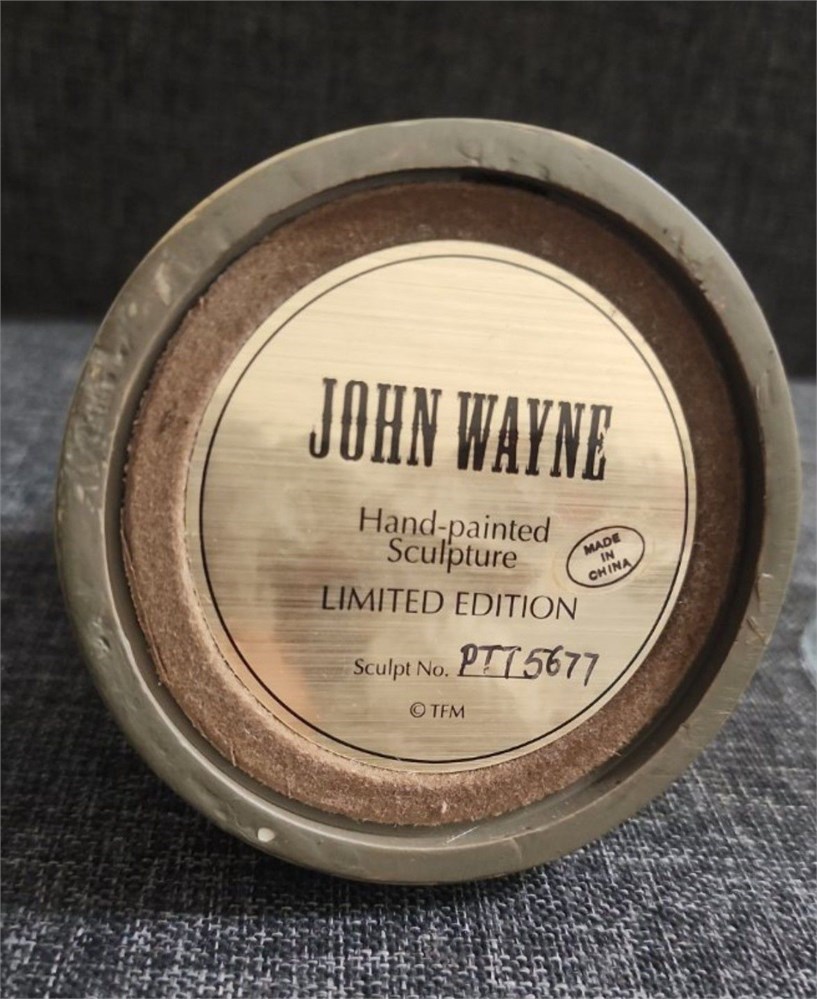 JOHN WAYNE
Hand-painted
Sculpture
MADE
IN
CHINA
LIMITED EDITION
Sculpt No. PTT5677
© TFM